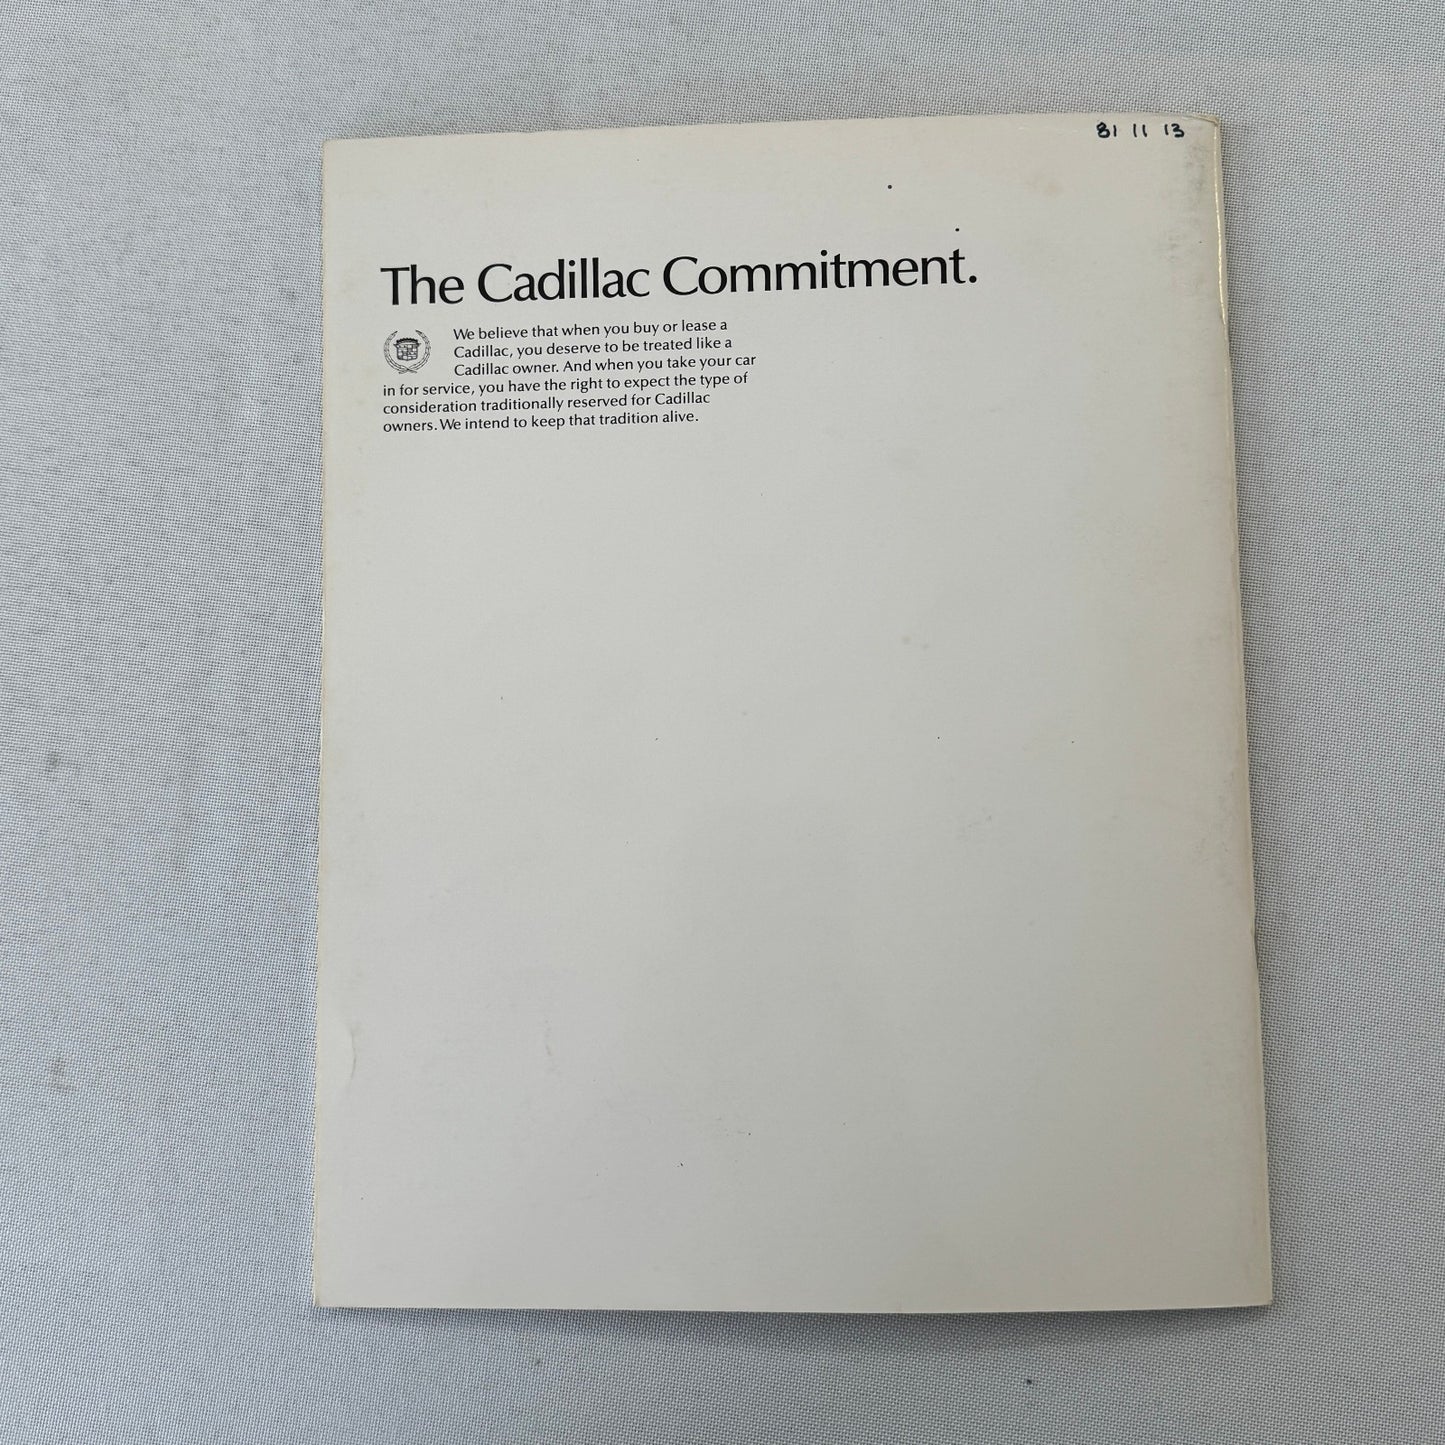 81 11 13
The Cadillac Commitment.
We believe that when you buy or lease a
Cadillac, you deserve to be treated like a
Cadillac owner. And when you take your car
in for service, you have the right to expect the type of
consideration traditionally reserved for Cadillac
owners. We intend to keep that tradition alive.